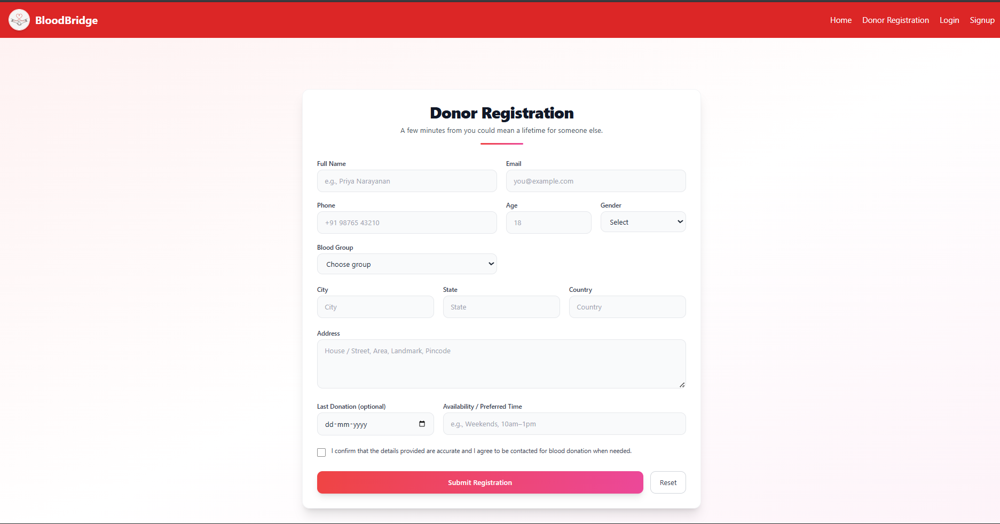 BloodBridge
Home Donor Registration Login Signup
Donor Registration
A few minutes from you could mean a lifetime for someone else.
Full Name Email
e.g., Priya Narayanan you@example.com
Phone Age Gender
+91 98765 43210 18 Select
Blood Group
Choose group
City State Country
City State Country
Address
House / Street, Area, Landmark, Pincode
Last Donation (optional) Availability / Preferred Time
dd-mm-yyyy e.g., Weekends, 10am–1pm
I confirm that the details provided are accurate and I agree to be contacted for blood donation when needed.
Submit Registration Reset